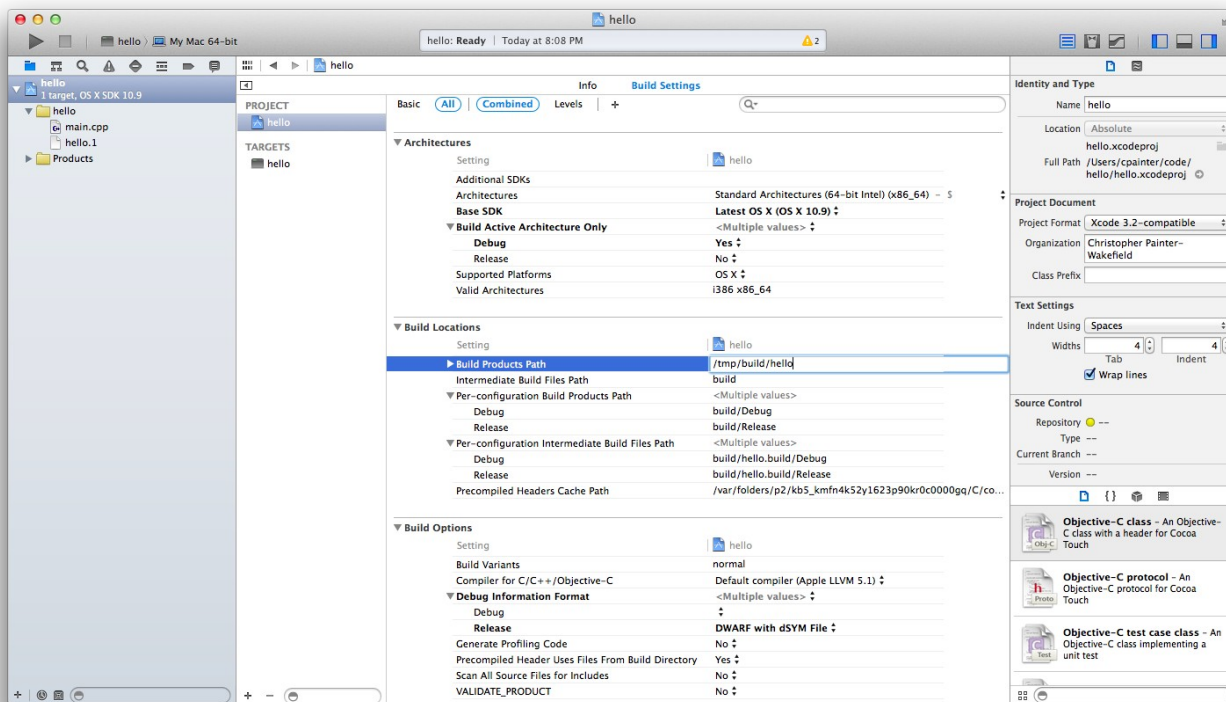 hello
hello 〉 My Mac 64-bit
hello: Ready | Today at 8:08 PM
2
hello
1 target, OS X SDK 10.9
hello
main.cpp
hello.1
Products
hello
Info Build Settings
PROJECT
hello
TARGETS
hello
Basic All Combined Levels +
Architectures
Setting hello
Additional SDKs
Architectures Standard Architectures (64-bit Intel) (x86_64) – $
Base SDK Latest OS X (OS X 10.9)
Build Active Architecture Only <Multiple values>
Debug Yes
Release No
Supported Platforms OS X
Valid Architectures i386 x86_64
Build Locations
Setting hello
Build Products Path /tmp/build/hello
Intermediate Build Files Path build
Per-configuration Build Products Path <Multiple values>
Debug build/Debug
Release build/Release
Per-configuration Intermediate Build Files Path <Multiple values>
Debug build/hello.build/Debug
Release build/hello.build/Release
Precompiled Headers Cache Path /var/folders/p2/kb5_kmfn4k52y1623p90kr0c0000gq/C/co...
Build Options
Setting hello
Build Variants normal
Compiler for C/C++/Objective-C Default compiler (Apple LLVM 5.1)
Debug Information Format <Multiple values>
Debug
Release DWARF with dSYM File
Generate Profiling Code No
Precompiled Header Uses Files From Build Directory Yes
Scan All Source Files for Includes No
VALIDATE_PRODUCT No
Identity and Type
Name hello
Location Absolute
hello.xcodeproj
Full Path /Users/cpainter/code/
hello/hello.xcodeproj
Project Document
Project Format Xcode 3.2-compatible
Organization Christopher Painter-
Wakefield
Class Prefix
Text Settings
Indent Using Spaces
Widths 4 4
Tab Indent
Wrap lines
Source Control
Repository --
Type --
Current Branch --
Version --
{}
Objective-C class – An Objective-
C class with a header for Cocoa
Touch
Obj-C
Objective-C protocol – An
Objective-C protocol for Cocoa
Touch
h
Proto
Objective-C test case class – An
Objective-C class implementing a
unit test
Test